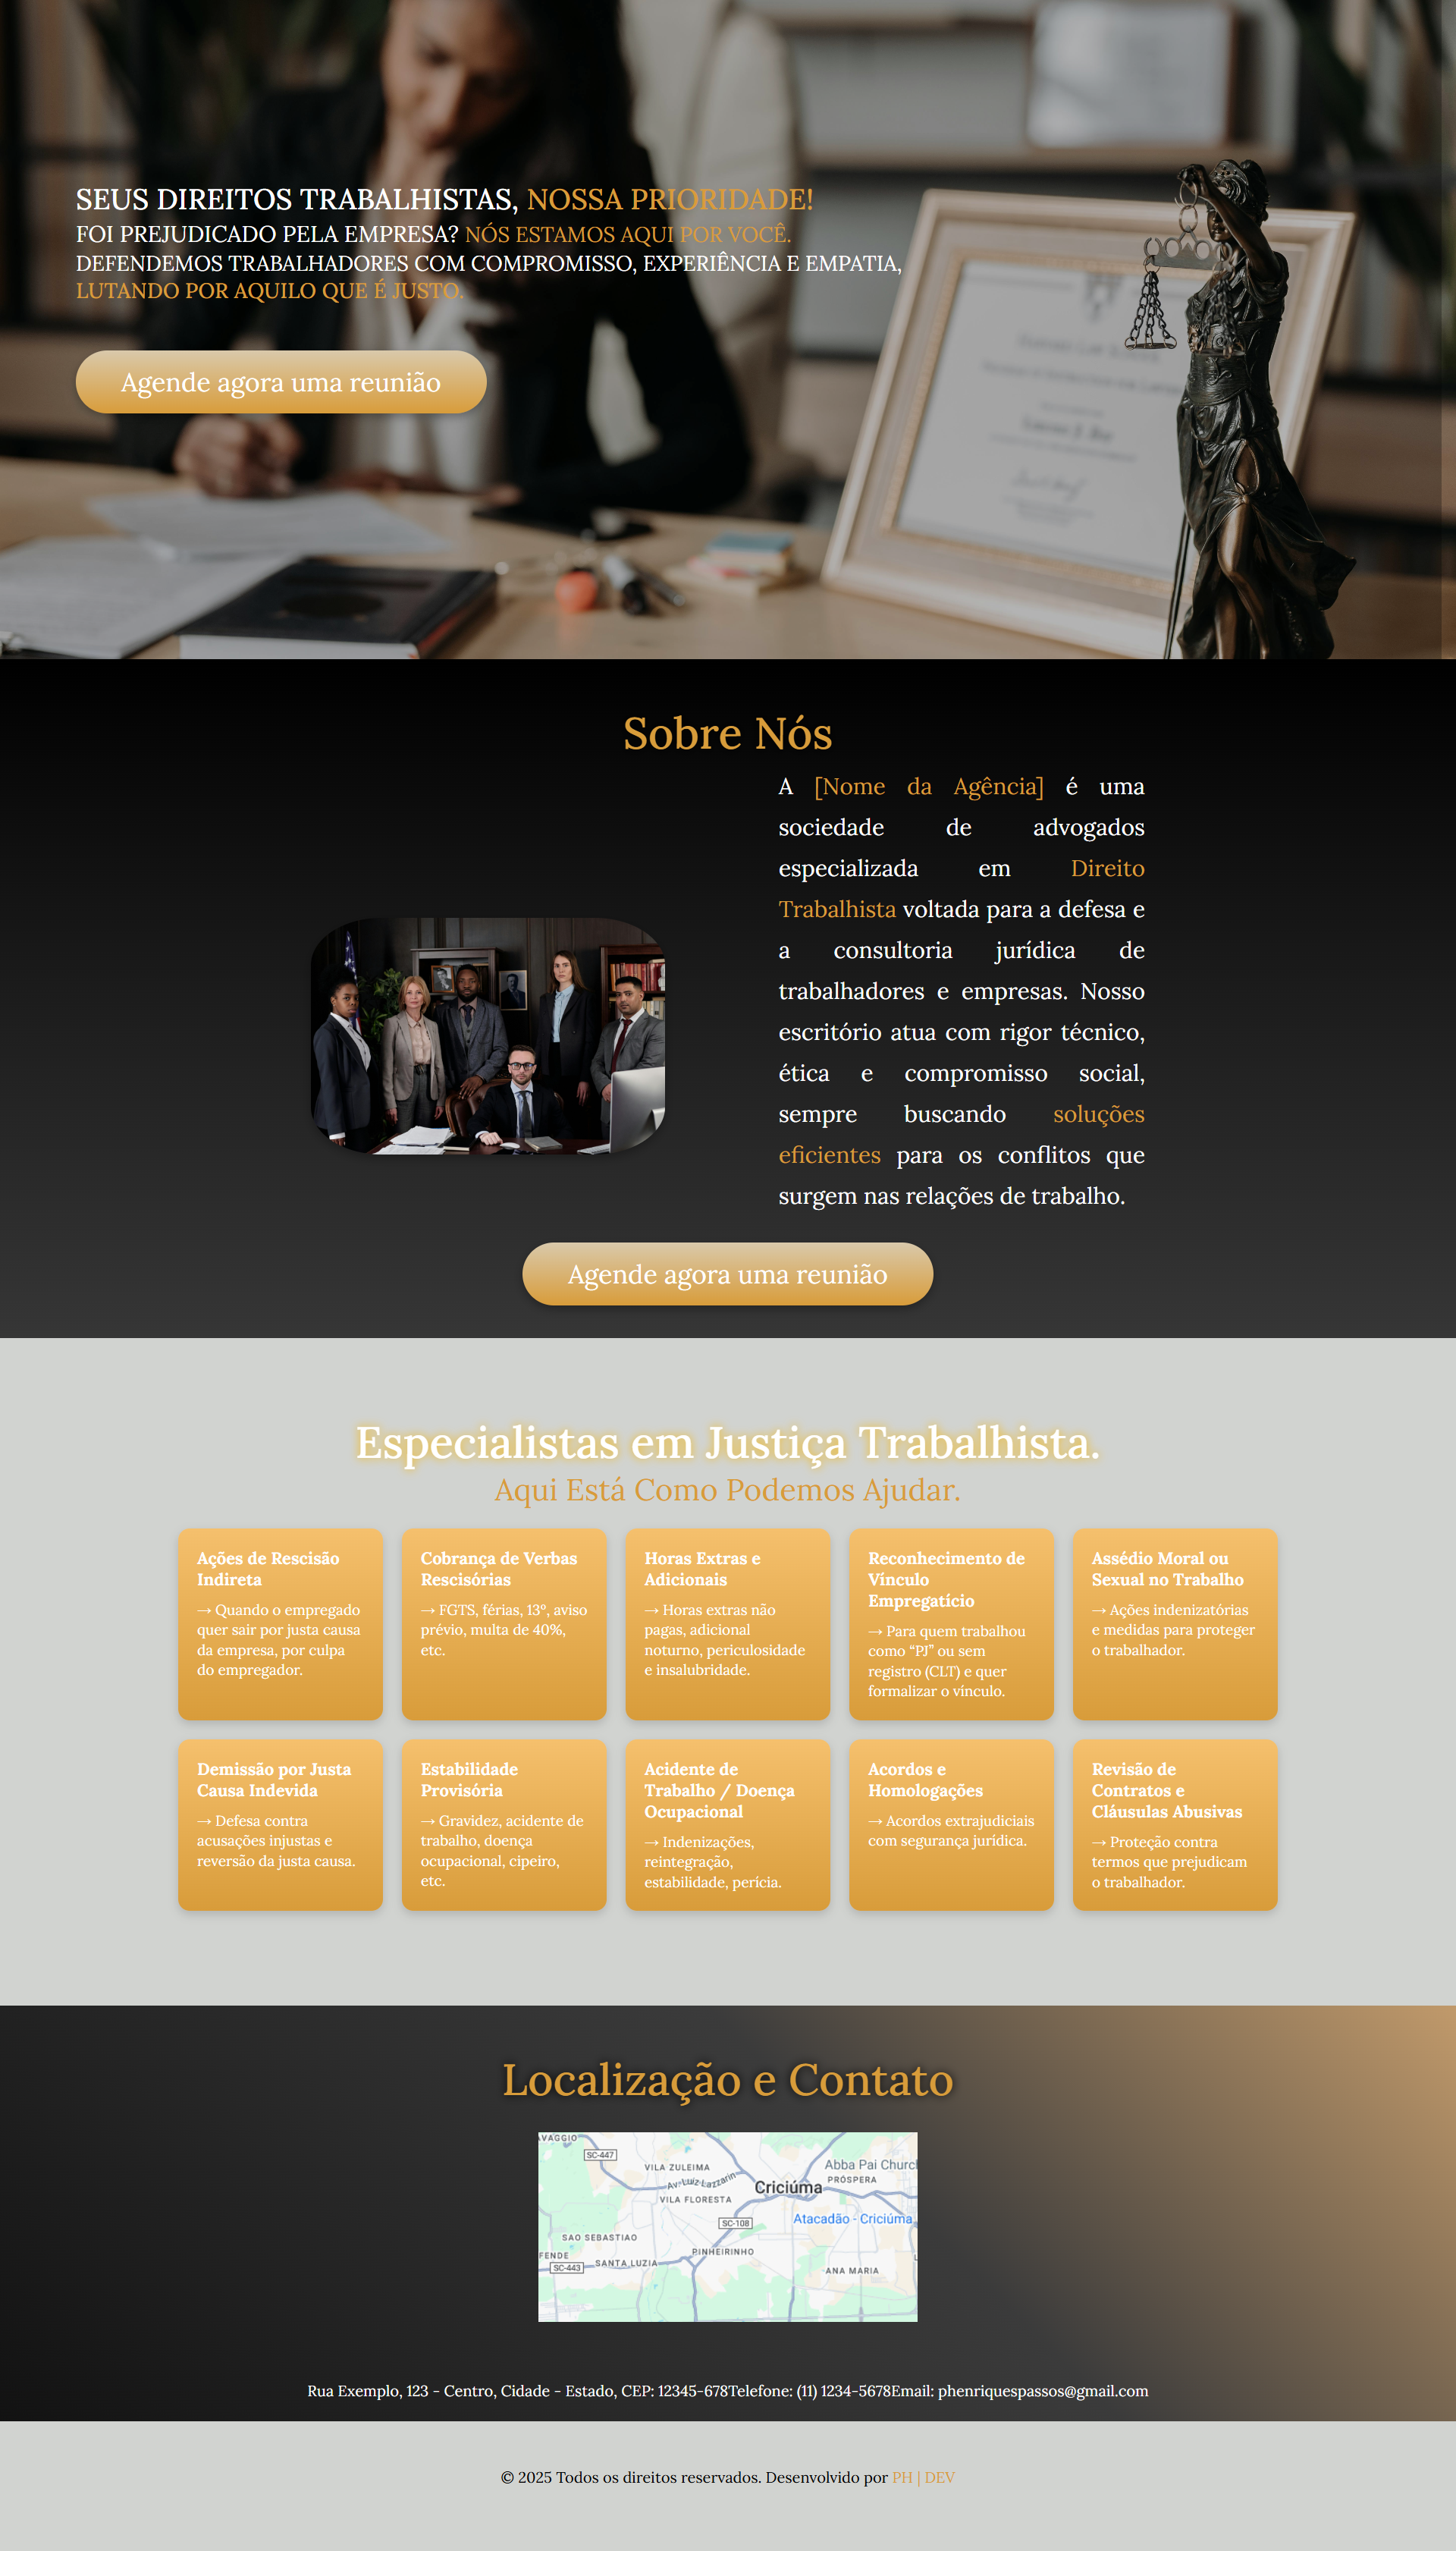 SEUS DIREITOS TRABALHISTAS, NOSSA PRIORIDADE!
FOI PREJUDICADO PELA EMPRESA? NÓS ESTAMOS AQUI POR VOCÊ.
DEFENDEMOS TRABALHADORES COM COMPROMISSO, EXPERIÊNCIA E EMPATIA,
LUTANDO POR AQUILO QUE É JUSTO.
Agende agora uma reunião
Sobre Nós
A [Nome da Agência] é uma
sociedade de advogados
especializada em Direito
Trabalhista voltada para a defesa e
a consultoria jurídica de
trabalhadores e empresas. Nosso
escritório atua com rigor técnico,
ética e compromisso social,
sempre buscando soluções
eficientes para os conflitos que
surgem nas relações de trabalho.
Agende agora uma reunião
Especialistas em Justiça Trabalhista.
Aqui Está Como Podemos Ajudar.
Ações de Rescisão
Indireta
→ Quando o empregado
quer sair por justa causa
da empresa, por culpa
do empregador.
Cobrança de Verbas
Rescisórias
→ FGTS, férias, 13º, aviso
prévio, multa de 40%,
etc.
Horas Extras e
Adicionais
→ Horas extras não
pagas, adicional
noturno, periculosidade
e insalubridade.
Reconhecimento de
Vínculo
Empregatício
→ Para quem trabalhou
como “PJ” ou sem
registro (CLT) e quer
formalizar o vínculo.
Assédio Moral ou
Sexual no Trabalho
→ Ações indenizatórias
e medidas para proteger
o trabalhador.
Demissão por Justa
Causa Indevida
→ Defesa contra
acusações injustas e
reversão da justa causa.
Estabilidade
Provisória
→ Gravidez, acidente de
trabalho, doença
ocupacional, cipeiro,
etc.
Acidente de
Trabalho / Doença
Ocupacional
→ Indenizações,
reintegração,
estabilidade, perícia.
Acordos e
Homologações
→ Acordos extrajudiciais
com segurança jurídica.
Revisão de
Contratos e
Cláusulas Abusivas
→ Proteção contra
termos que prejudicam
o trabalhador.
Localização e Contato
AVAGGIO
SC-447
VILA ZULEIMA
Abba Pai Church
PRÓSPERA
Av. Luiz Lazzarin
Criciúma
VILA FLORESTA
SC-108
Atacadão - Criciúma
SAO SEBASTIAO
PINHEIRINHO
FENDE
SANTA LUZIA
SC-443
ANA MARIA
Rua Exemplo, 123 - Centro, Cidade - Estado, CEP: 12345-678Telefone: (11) 1234-5678Email: phenriquespassos@gmail.com
© 2025 Todos os direitos reservados. Desenvolvido por PH | DEV